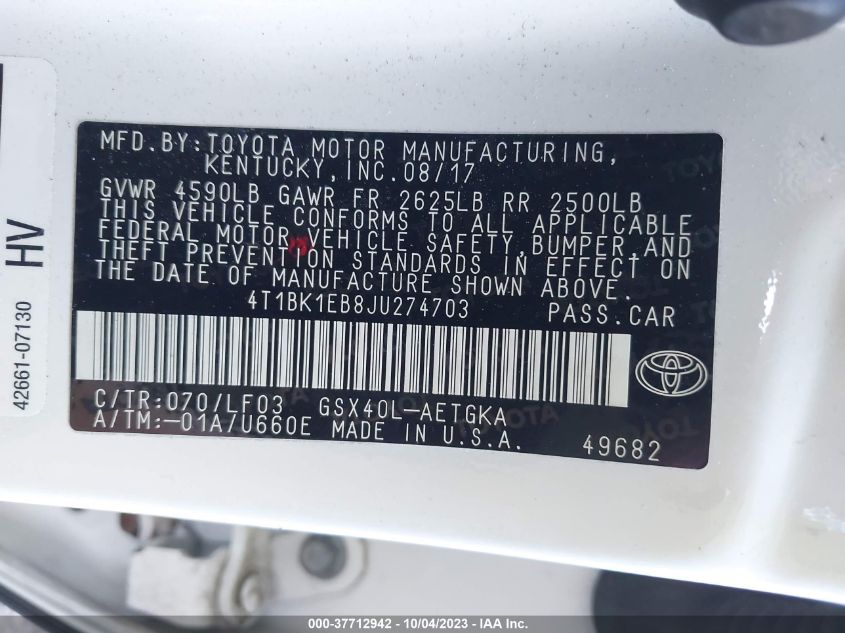 MFD.BY:TOYOTA MOTOR MANUFACTURING,
KENTUCKY,INC.08/17
GVWR 4590LB GAWR FR 2625LB RR 2500LB
THIS VEHICLE CONFORMS TO ALL APPLICABLE
FEDERAL MOTOR VEHICLE SAFETY,BUMPER AND
THEFT PREVENTION STANDARDS IN EFFECT ON
THE DATE OF MANUFACTURE SHOWN ABOVE.
4T1BK1EB8JU274703 PASS.CAR
C/TR:070/LF03 GSX40L-AETGKA
A/TM:-01A/U660E MADE IN U.S.A.
49682
42661-07130
HV
000-37712942 - 10/04/2023 - IAA Inc.